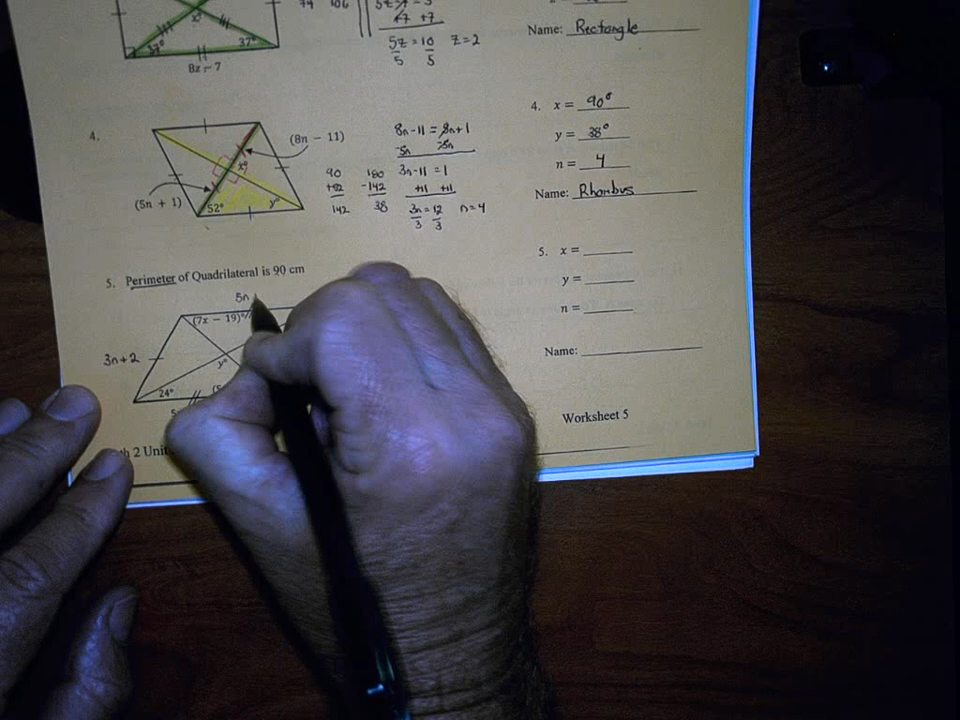 37° 37°
8z - 7
5z = 10 z = 2
5 5
Name: Rectangle
4.
(8n − 11)
x°
(5n + 1)
52° y°
90 180
+52 -142
142 38
8n-11 = 5n+1
-5n -5n
3n-11 = 1
+11 +11
3n = 12 n=4
3 3
4. x = 90°
y = 38°
n = 4
Name: Rhombus
5. Perimeter of Quadrilateral is 90 cm
5n
(7x − 19)°
3n+2
y°
24°
5. x =
y =
n =
Name:
Worksheet 5
2 Unit